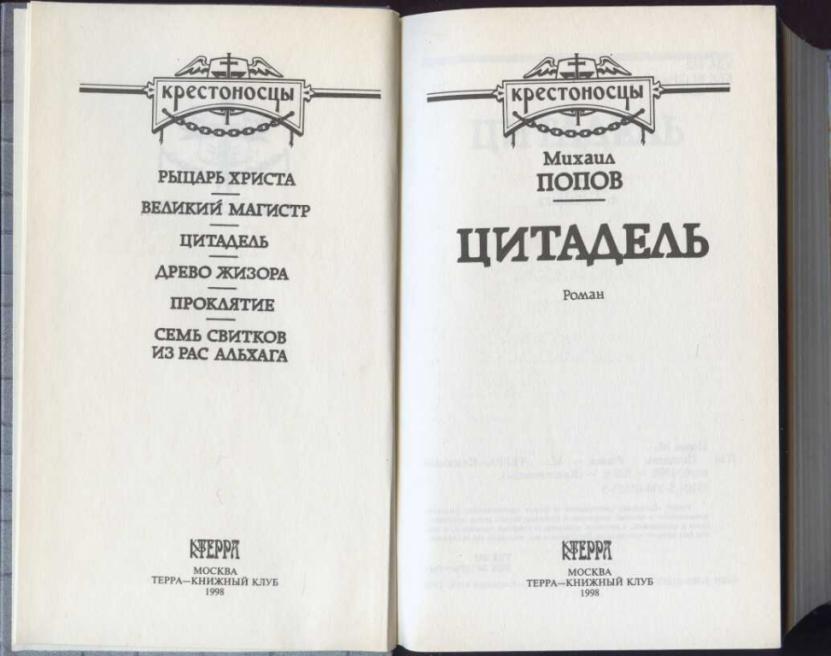 крестоносцы
РЫЦАРЬ ХРИСТА
ВЕЛИКИЙ МАГИСТР
ЦИТАДЕЛЬ
ДРЕВО ЖИЗОРА
ПРОКЛЯТИЕ
СЕМЬ СВИТКОВ
ИЗ РАС АЛЬХАГА
ТЕРРА
МОСКВА
ТЕРРА—КНИЖНЫЙ КЛУБ
1998
крестоносцы
Михаил
ПОПОВ
ЦИТАДЕЛЬ
Роман
ТЕРРА
МОСКВА
ТЕРРА—КНИЖНЫЙ КЛУБ
1998